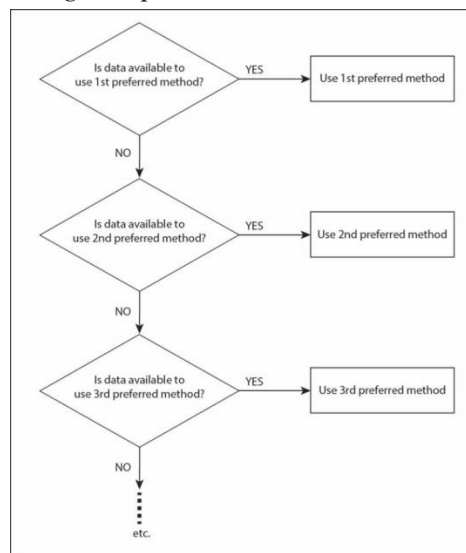 Is data available to
use 1st preferred method?
YES
Use 1st preferred method
NO
Is data available to
use 2nd preferred method?
YES
Use 2nd preferred method
NO
Is data available to
use 3rd preferred method?
YES
Use 3rd preferred method
NO
etc.